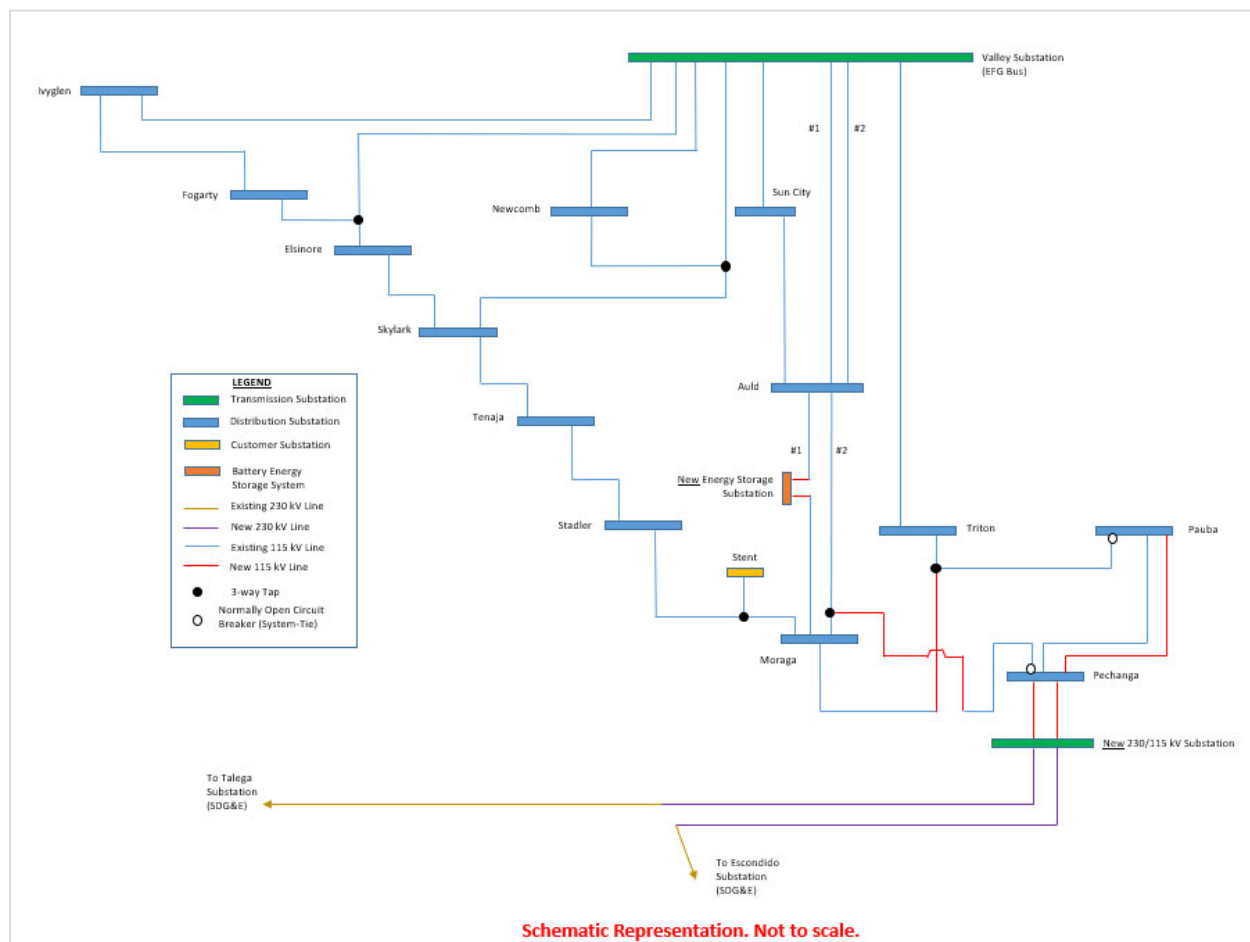 Valley Substation
(EFG Bus)
Ivyglen
#1
#2
Fogarty
Newcomb
Sun City
Elsinore
Skylark
LEGEND
Transmission Substation
Distribution Substation
Customer Substation
Battery Energy
Storage System
Existing 230 kV Line
New 230 kV Line
Existing 115 kV Line
New 115 kV Line
3-way Tap
Normally Open Circuit
Breaker (System-Tie)
Auld
Tenaja
#1
#2
New Energy Storage
Substation
Stadler
Triton
Pauba
Stent
Moraga
Pechanga
New 230/115 kV Substation
To Talega
Substation
(SDG&E)
To Escondido
Substation
(SDG&E)
Schematic Representation. Not to scale.